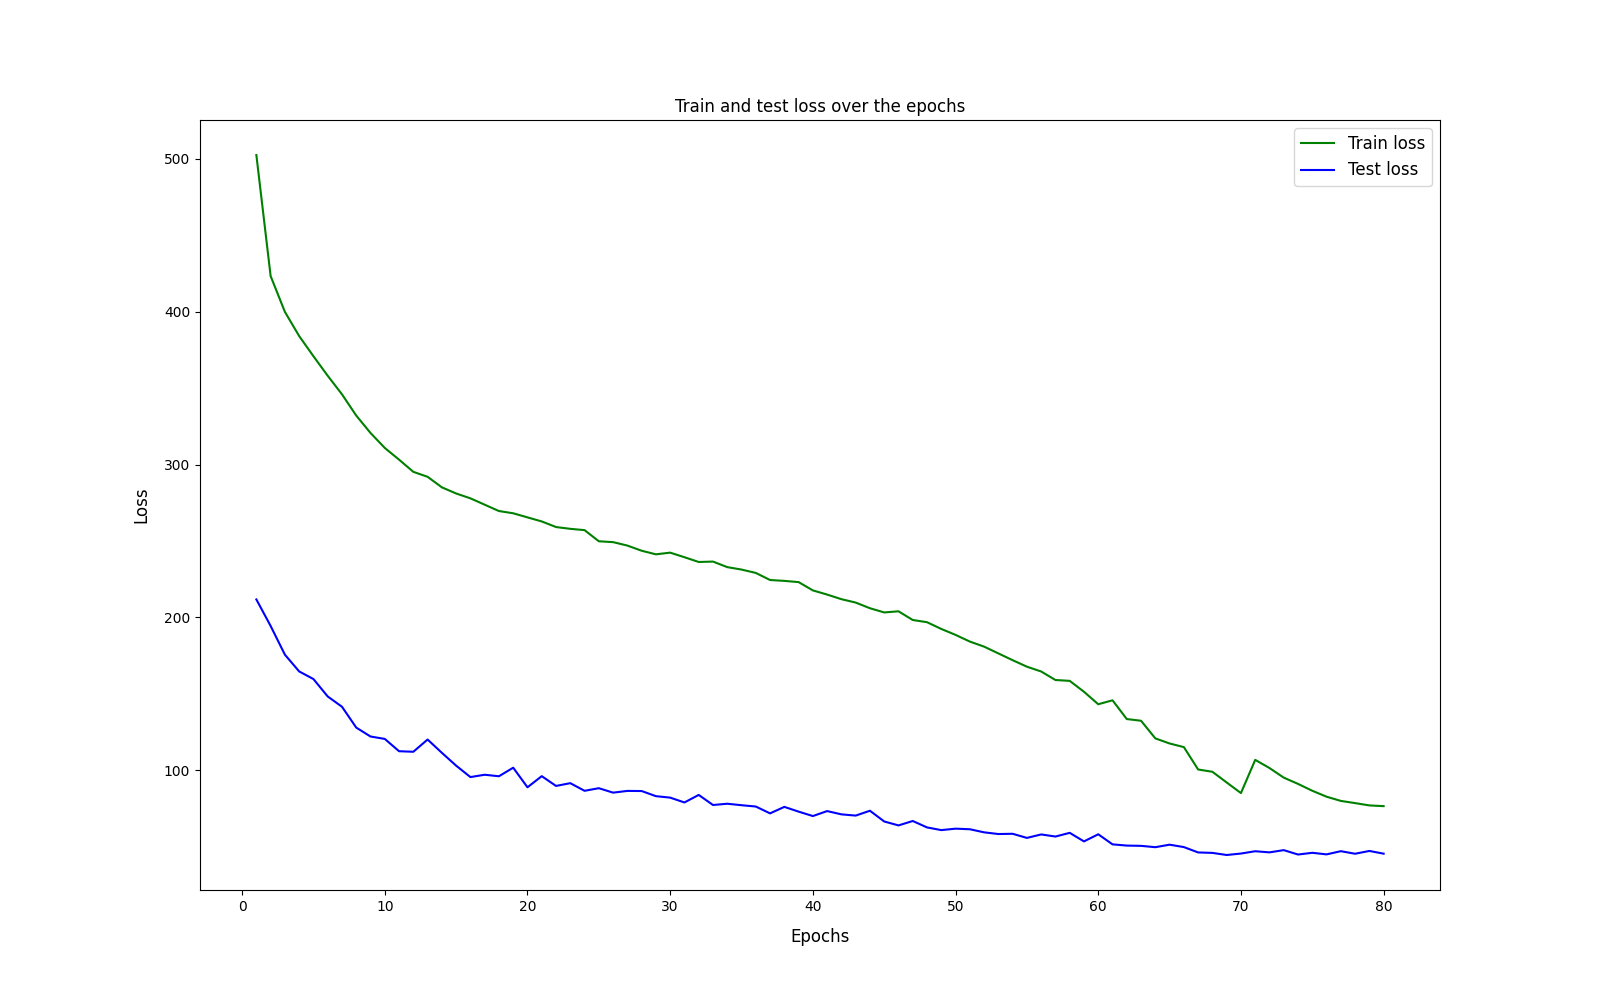 Train and test loss over the epochs
Train loss
Test loss
500
400
300
200
100
Loss
0 10 20 30 40 50 60 70 80
Epochs